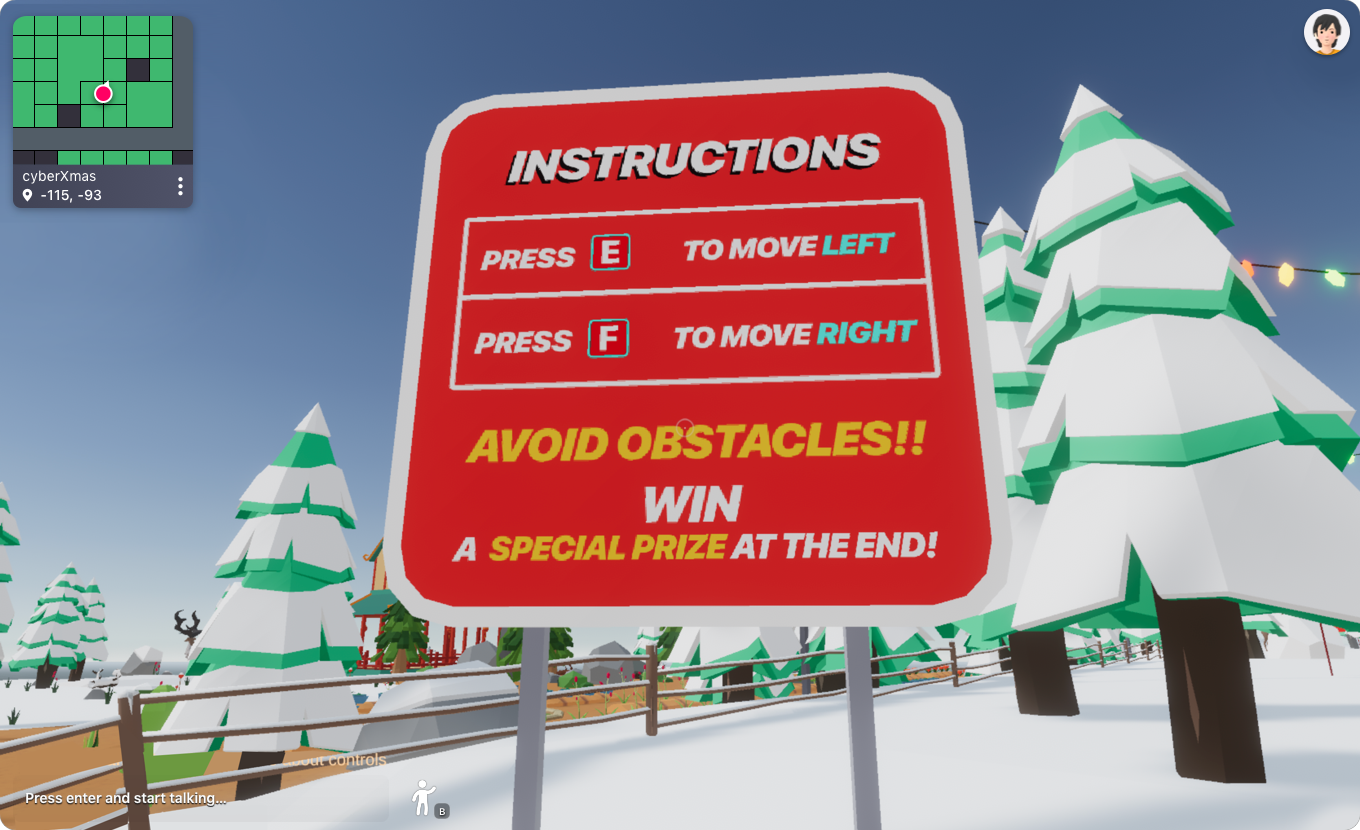 cyberXmas
-115, -93
INSTRUCTIONS
PRESS E TO MOVE LEFT
PRESS F TO MOVE RIGHT
AVOID OBSTACLES!!
WIN
A SPECIAL PRIZE AT THE END!
controls
Press enter and start talking...
B